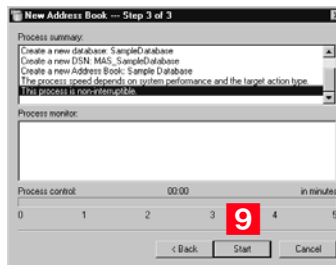 New Address Book --- Step 3 of 3
Process summary:
Create a new database: SampleDatabase
Create a new DSN: MAS_SampleDatabase
Create a new Address Book: Sample Database
The process speed depends on system performance and the target action type.
This process is non-interruptible.
Process monitor:
Process control: 00:00 in minutes
0 1 2 3 4 5
9
< Back Start Cancel